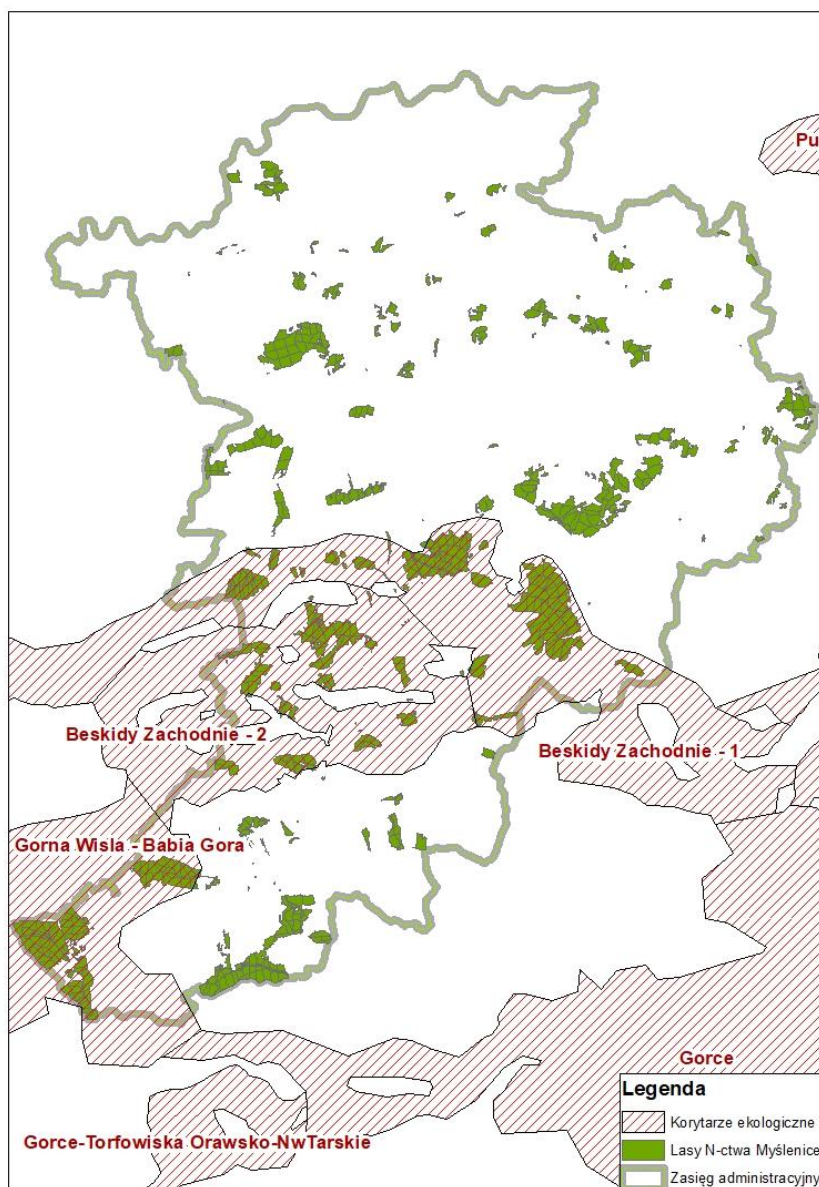 Pu
Beskidy Zachodnie - 2
Beskidy Zachodnie - 1
Gorna Wisla - Babia Gora
Gorce
Gorce-Torfowiska Orawsko-NwTarskie
Legenda
Korytarze ekologiczne
Lasy N-ctwa Myślenice
Zasięg administracyjny